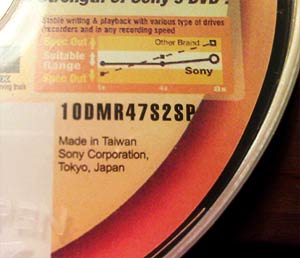 Strength of Sony's DVD
Stable writing & playback with various type of drives
recorders and in any recording speed
Spec Out
Other Brand
Suitable
Range
Sony
Spec Out
1x 4x 8x
10DMR47S2SP
Made in Taiwan
Sony Corporation,
Tokyo, Japan